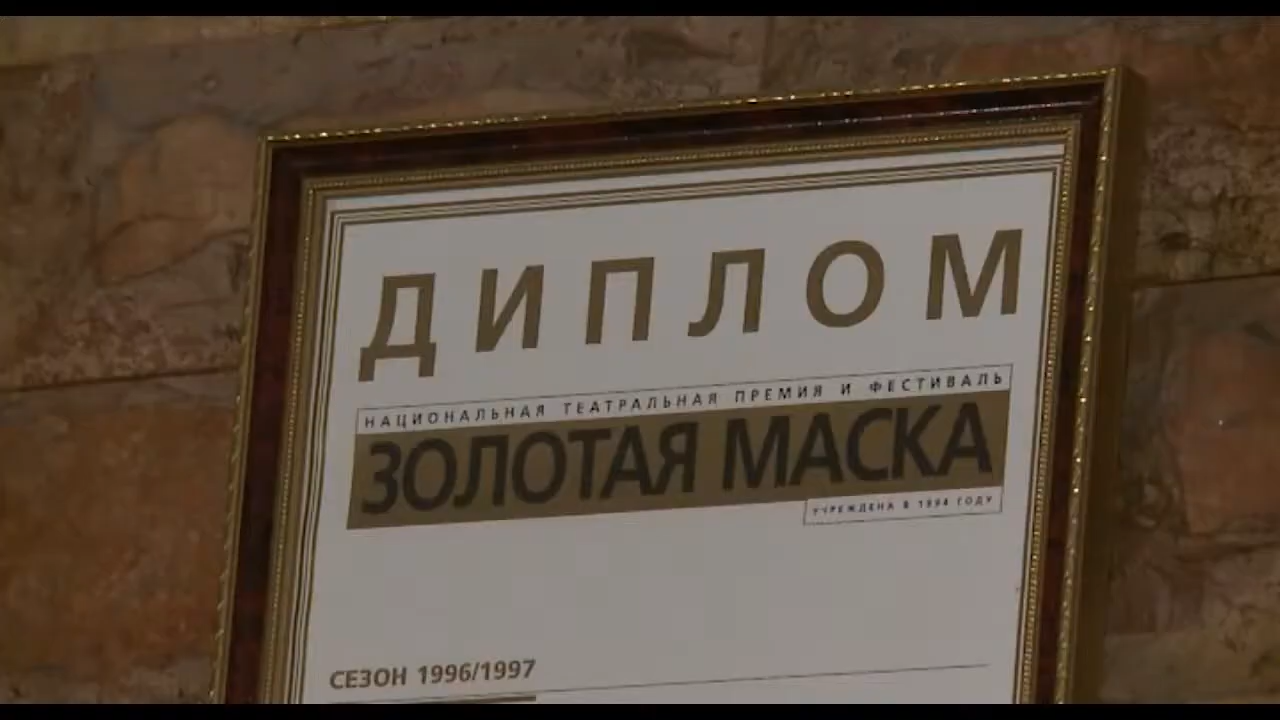 ДИПЛОМ
НАЦИОНАЛЬНАЯ ТЕАТРАЛЬНАЯ ПРЕМИЯ И ФЕСТИВАЛЬ
ЗОЛОТАЯ МАСКА
УЧРЕЖДЕНА В 1994 ГОДУ
СЕЗОН 1996/1997